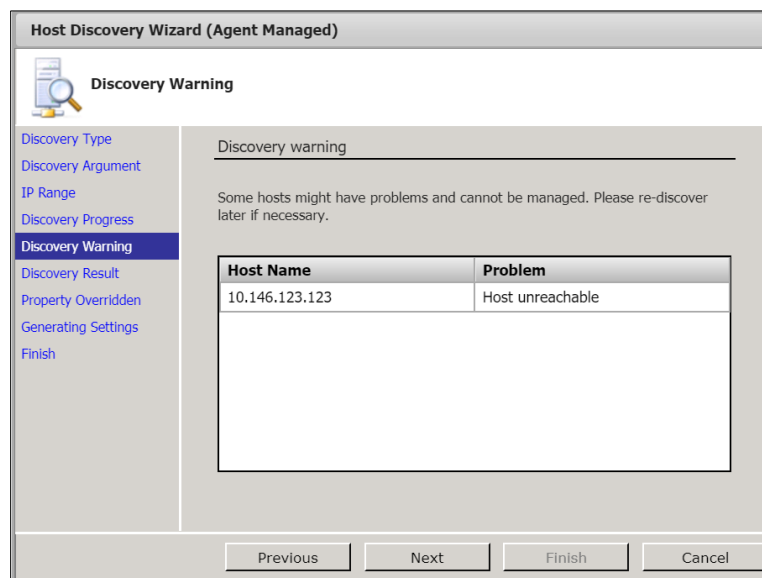 Host Discovery Wizard (Agent Managed)
Discovery Warning
Discovery Type
Discovery Argument
IP Range
Discovery Progress
Discovery Warning
Discovery Result
Property Overridden
Generating Settings
Finish
Discovery warning
Some hosts might have problems and cannot be managed. Please re-discover
later if necessary.
Host Name Problem
10.146.123.123 Host unreachable
Previous Next Finish Cancel